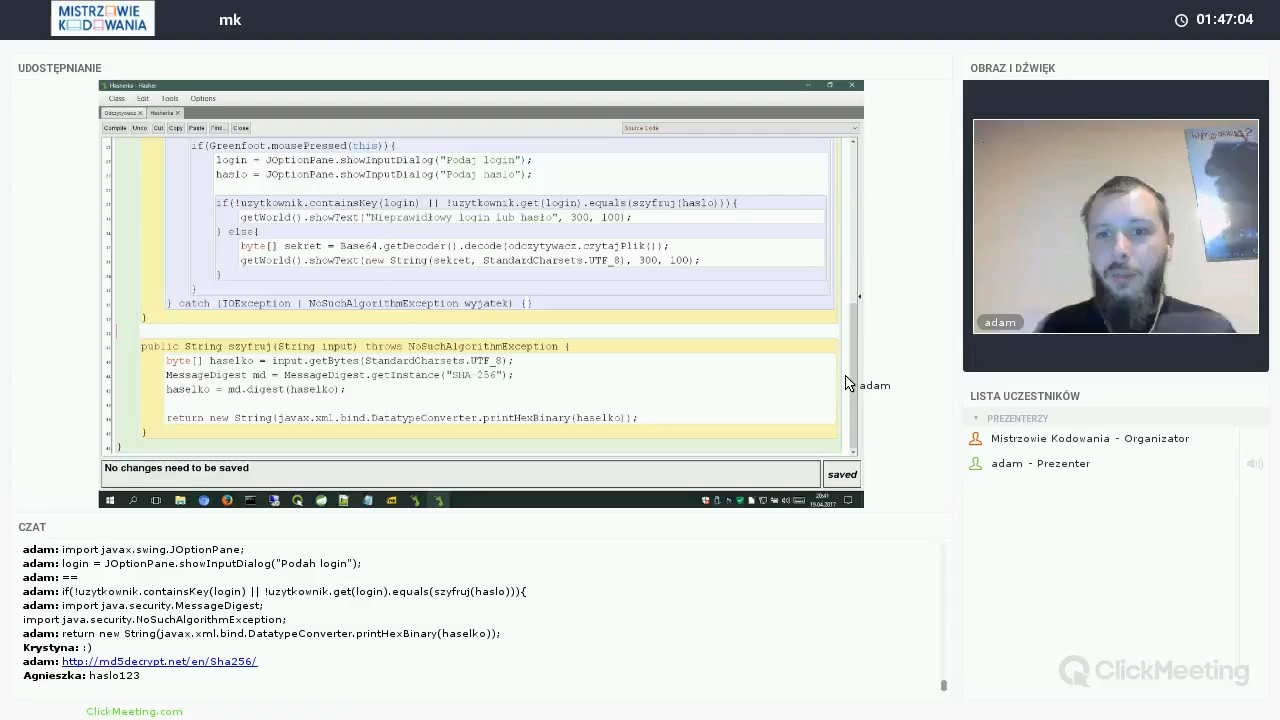 MISTRZOWIE
KODOWANIA
mk
01:47:04
UDOSTĘPNIANIE
OBRAZ I DŹWIĘK
Hasherka - Hasher
Class Edit Tools Options
Odczytywacz X Hasherka X
Compile Undo Cut Copy Paste Find... Close
Source Code
if(Greenfoot.mousePressed(this)){
login = JOptionPane.showInputDialog("Podaj login");
haslo = JOptionPane.showInputDialog("Podaj haslo");
if(!uzytkownik.containsKey(login) || !uzytkownik.get(login).equals(szyfruj(haslo))){
getWorld().showText("Nieprawidłowy login lub hasło", 300, 100);
} else{
byte[] sekret = Base64.getDecoder().decode(odczytywacz.czytajPlik());
getWorld().showText(new String(sekret, StandardCharsets.UTF_8), 300, 100);
}
}
} catch (IOException | NoSuchAlgorithmException wyjatek) {}
}
public String szyfruj(String input) throws NoSuchAlgorithmException {
byte[] haselko = input.getBytes(StandardCharsets.UTF_8);
MessageDigest md = MessageDigest.getInstance("SHA-256");
haselko = md.digest(haselko);
return new String(javax.xml.bind.DatatypeConverter.printHexBinary(haselko));
}
}
No changes need to be saved
saved
20:41
19.04.2017
adam
adam
LISTA UCZESTNIKÓW
PREZENTERZY
Mistrzowie Kodowania - Organizator
adam - Prezenter
CZAT
adam: import javax.swing.JOptionPane;
adam: login = JOptionPane.showInputDialog("Podah login");
adam: ==
adam: if(!uzytkownik.containsKey(login) || !uzytkownik.get(login).equals(szyfruj(haslo))){
adam: import java.security.MessageDigest;
import java.security.NoSuchAlgorithmException;
adam: return new String(javax.xml.bind.DatatypeConverter.printHexBinary(haselko));
Krystyna: :)
adam: http://md5decrypt.net/en/Sha256/
Agnieszka: haslo123
ClickMeeting
ClickMeeting.com